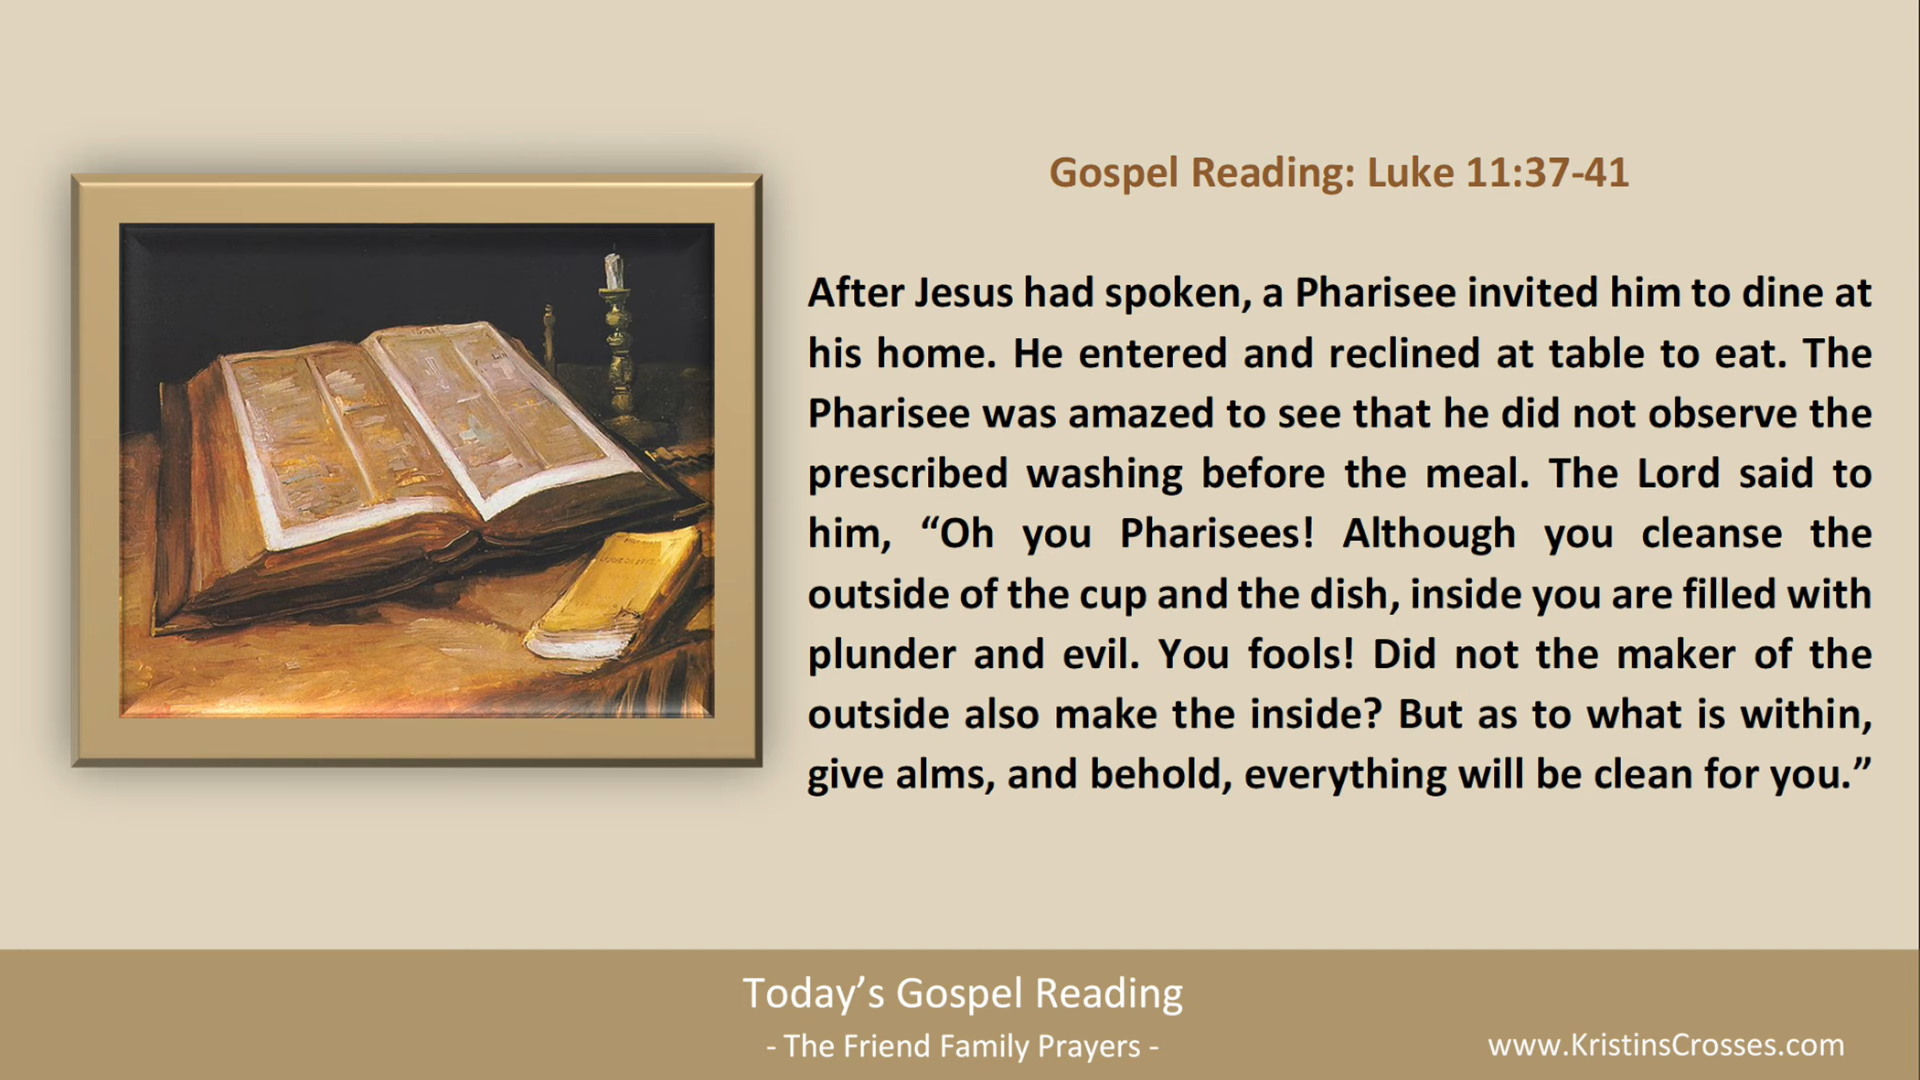 Gospel Reading: Luke 11:37-41
After Jesus had spoken, a Pharisee invited him to dine at
his home. He entered and reclined at table to eat. The
Pharisee was amazed to see that he did not observe the
prescribed washing before the meal. The Lord said to
him, “Oh you Pharisees! Although you cleanse the
outside of the cup and the dish, inside you are filled with
plunder and evil. You fools! Did not the maker of the
outside also make the inside? But as to what is within,
give alms, and behold, everything will be clean for you.”
Today’s Gospel Reading
- The Friend Family Prayers -
www.KristinsCrosses.com